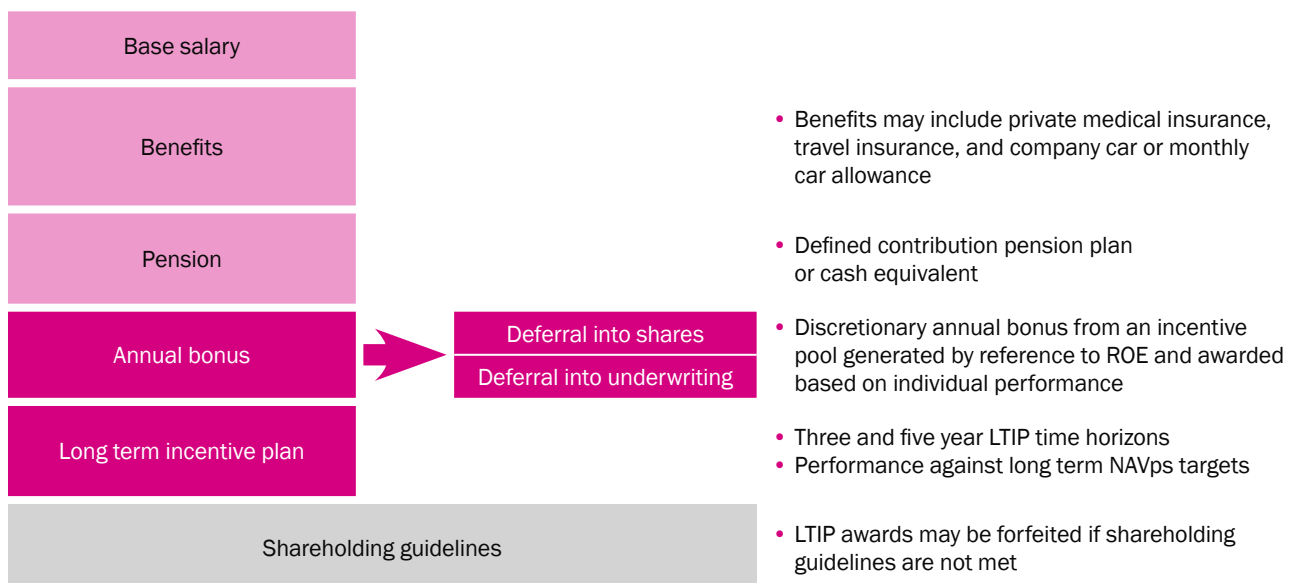 Base salary
Benefits
• Benefits may include private medical insurance,
travel insurance, and company car or monthly
car allowance
Pension
• Defined contribution pension plan
or cash equivalent
Annual bonus
Deferral into shares
Deferral into underwriting
• Discretionary annual bonus from an incentive
pool generated by reference to ROE and awarded
based on individual performance
Long term incentive plan
• Three and five year LTIP time horizons
• Performance against long term NAVps targets
Shareholding guidelines
• LTIP awards may be forfeited if shareholding
guidelines are not met